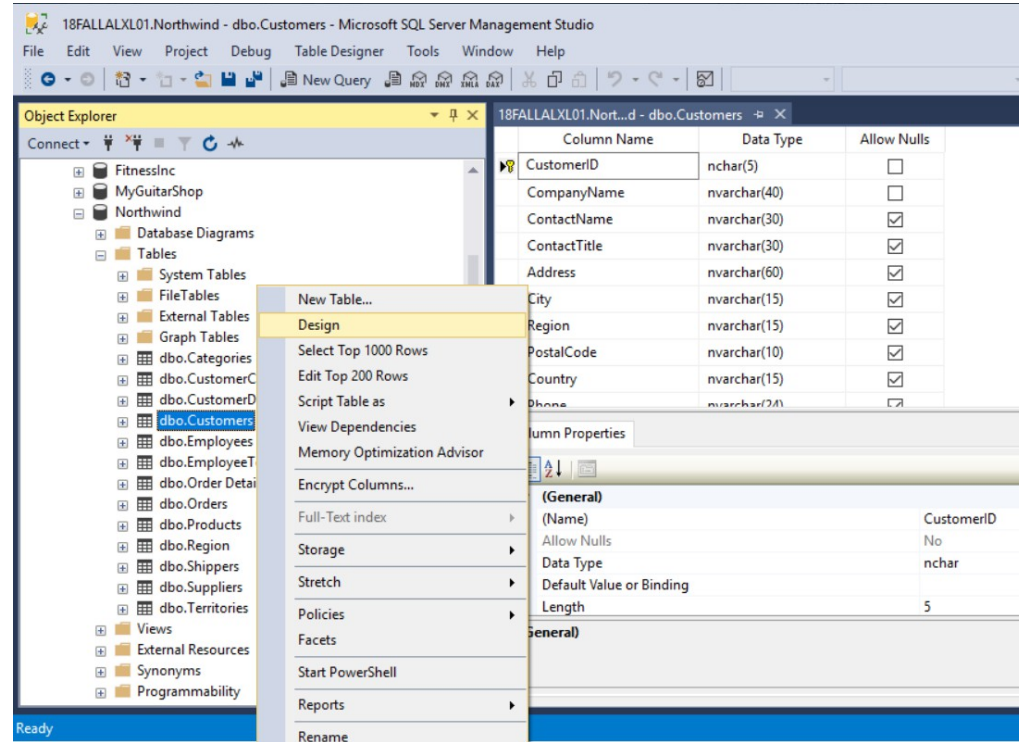 18FALLALXL01.Northwind - dbo.Customers - Microsoft SQL Server Management Studio
File Edit View Project Debug Table Designer Tools Window Help
New Query MDX DMX XMLA DAX
Object Explorer
Connect
FitnessInc
MyGuitarShop
Northwind
Database Diagrams
Tables
System Tables
FileTables
External Tables
Graph Tables
dbo.Categories
dbo.CustomerC
dbo.CustomerD
dbo.Customers
dbo.Employees
dbo.EmployeeT
dbo.Order Detai
dbo.Orders
dbo.Products
dbo.Region
dbo.Shippers
dbo.Suppliers
dbo.Territories
Views
External Resources
Synonyms
Programmability
New Table...
Design
Select Top 1000 Rows
Edit Top 200 Rows
Script Table as
View Dependencies
Memory Optimization Advisor
Encrypt Columns...
Full-Text index
Storage
Stretch
Policies
Facets
Start PowerShell
Reports
Rename
18FALLALXL01.Nort...d - dbo.Customers
Column Name Data Type Allow Nulls
CustomerID nchar(5)
CompanyName nvarchar(40)
ContactName nvarchar(30)
ContactTitle nvarchar(30)
Address nvarchar(60)
City nvarchar(15)
Region nvarchar(15)
PostalCode nvarchar(10)
Country nvarchar(15)
Phone nvarchar(24)
lumn Properties
(General)
(Name) CustomerID
Allow Nulls No
Data Type nchar
Default Value or Binding
Length 5
General)
Ready